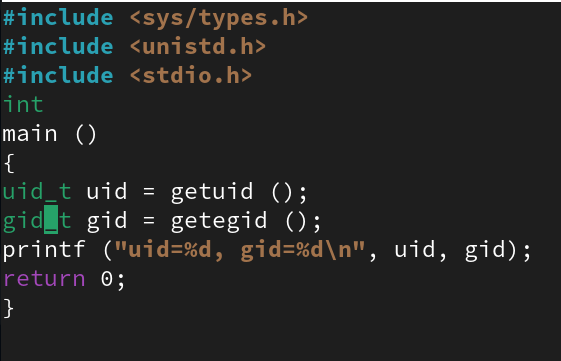 #include <sys/types.h>
#include <unistd.h>
#include <stdio.h>
int
main ()
{
uid_t uid = getuid ();
gid_t gid = getegid ();
printf ("uid=%d, gid=%d\n", uid, gid);
return 0;
}